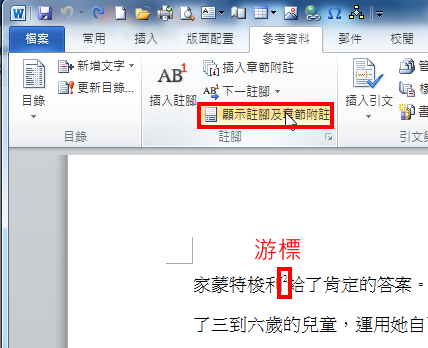 檔案 常用 插入 版面配置 參考資料 郵件 校閱
目錄
新增文字
更新目錄...
目錄
AB1
插入註腳
插入章節附註
下一註腳
顯示註腳及章節附註
註腳
插入引文
管
書
引文與
游標
家蒙特梭利 給了肯定的答案。
了三到六歲的兒童，運用她自